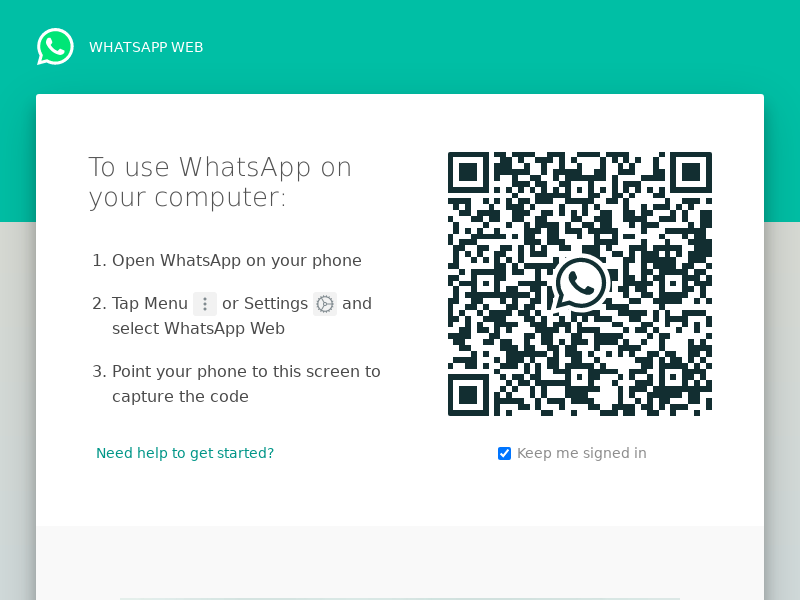 WHATSAPP WEB
To use WhatsApp on
your computer:
1. Open WhatsApp on your phone
2. Tap Menu or Settings and
select WhatsApp Web
3. Point your phone to this screen to
capture the code
Need help to get started?
Keep me signed in